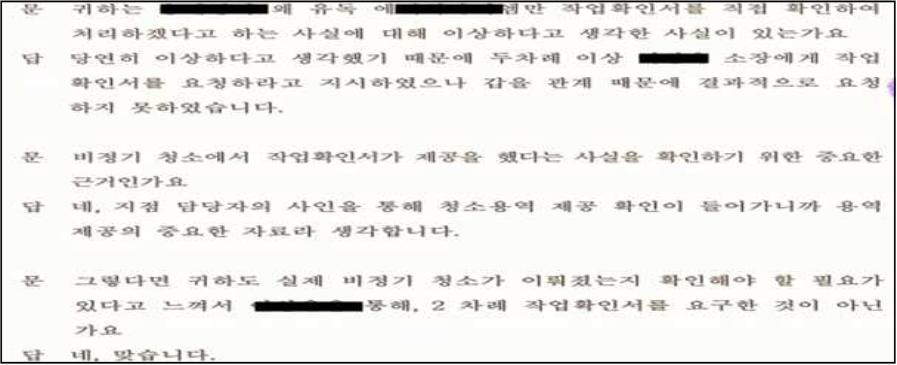 문 귀하는 왜 유독 에 만 작업확인서를 직접 확인하여
처리하겠다고 하는 사실에 대해 이상하다고 생각한 사실이 있는가요
답 당연히 이상하다고 생각했기 때문에 두차례 이상 소장에게 작업
확인서를 요청하라고 지시하였으나 갑을 관계 때문에 결과적으로 요청
하지 못하였습니다.
문 비정기 청소에서 작업확인서가 제공을 했다는 사실을 확인하기 위한 중요한
근거인가요
답 네, 지점 담당자의 사인을 통해 청소용역 제공 확인이 들어가니까 용역
제공의 중요한 자료라 생각합니다.
문 그렇다면 귀하도 실제 비정기 청소가 이뤄졌는지 확인해야 할 필요가
있다고 느껴서 통해, 2 차례 작업확인서를 요구한 것이 아닌
가요
답 네, 맞습니다.